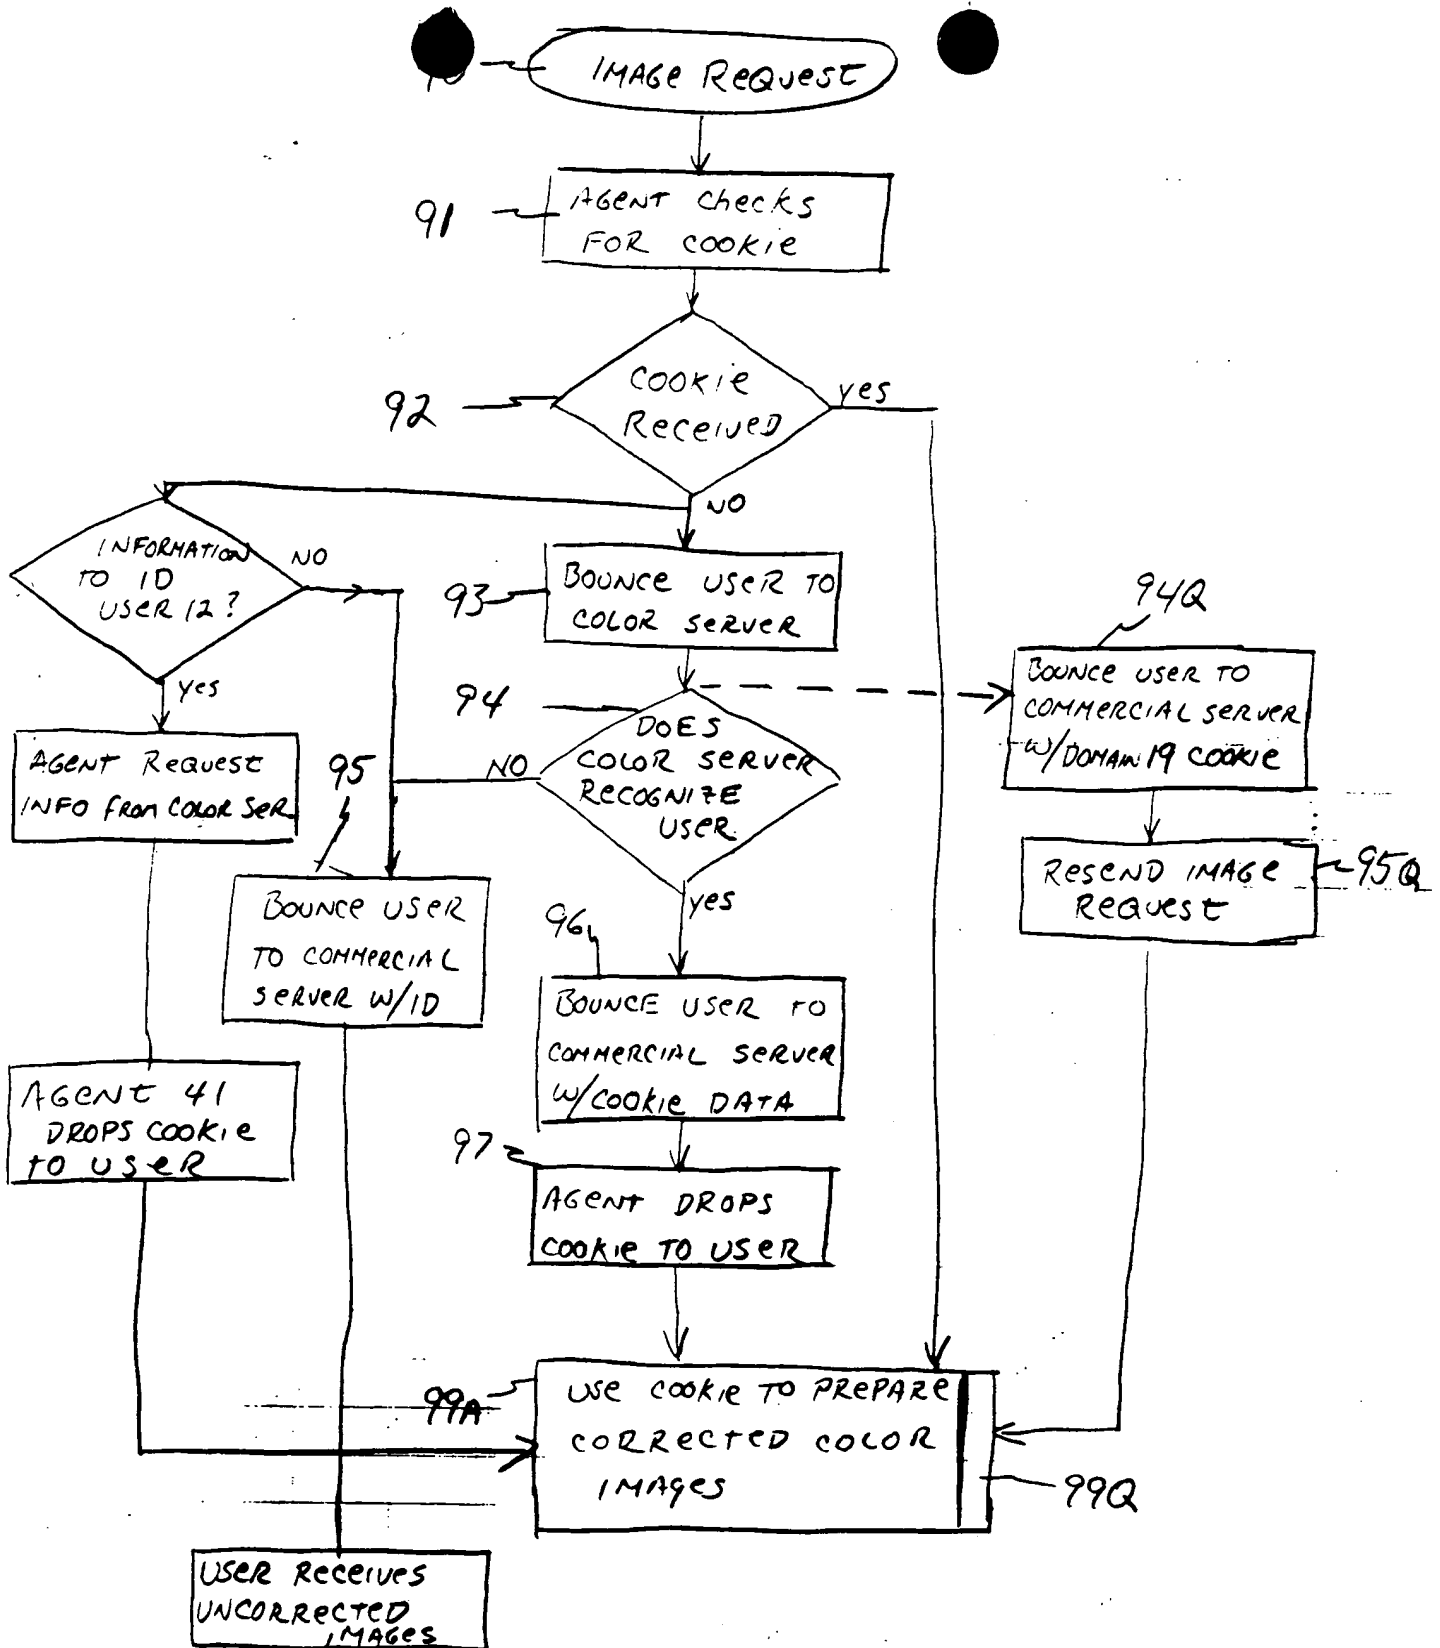 IMAGE REQUEST
91
AGENT CHECKS
FOR COOKIE
92
COOKIE
RECEIVED
yes
NO
INFORMATION
TO ID
USER 12?
NO
yes
93
BOUNCE USER TO
COLOR SERVER
94Q
BOUNCE USER TO
COMMERCIAL SERVER
W/DOMAIN 19 COOKIE
94
DOES
COLOR SERVER
RECOGNIZE
USER
NO
yes
AGENT REQUEST
INFO FROM COLOR SER.
95
BOUNCE USER
TO COMMERCIAL
SERVER W/ID
RESEND IMAGE
REQUEST
95Q
96
BOUNCE USER TO
COMMERCIAL SERVER
W/COOKIE DATA
AGENT 41
DROPS COOKIE
TO USER
97
AGENT DROPS
COOKIE TO USER
99A
USE COOKIE TO PREPARE
CORRECTED COLOR
IMAGES
99Q
USER RECEIVES
UNCORRECTED
IMAGES